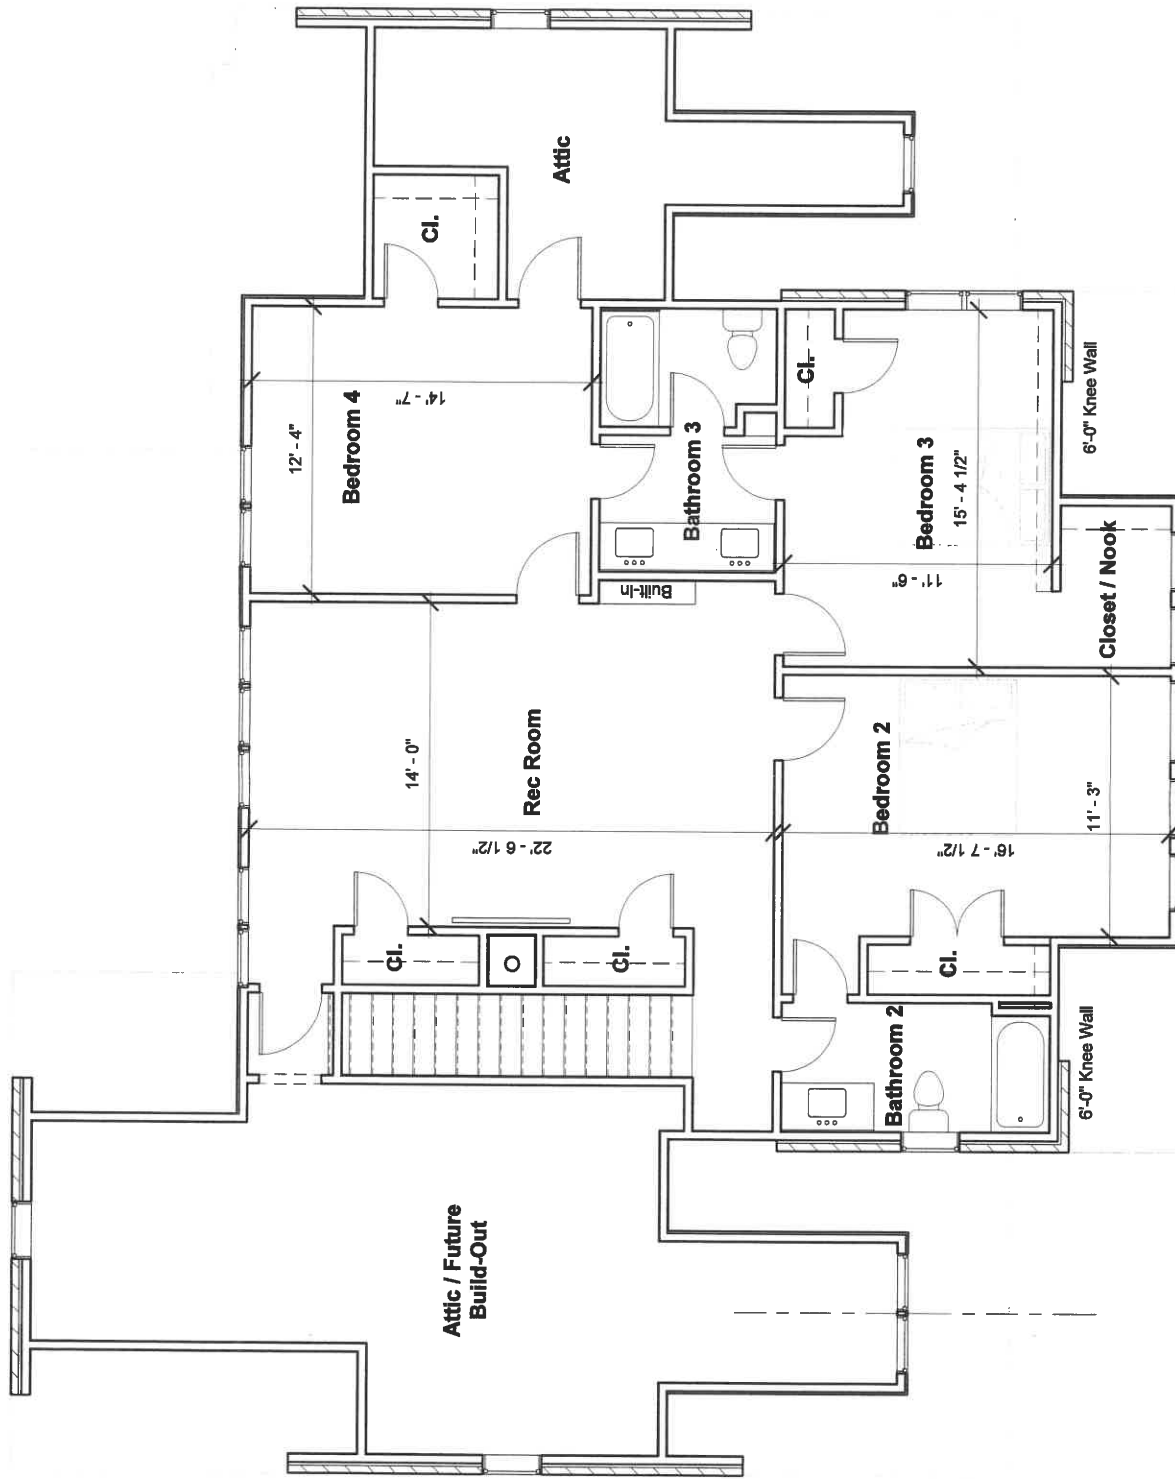 12' - 4"
Bedroom 4
Cl.
14' - 0"
14' - 7"
Cl.
Attic / Future
Build-Out
22' - 6 1/2"
Rec Room
Attic
Cl.
Built-In
Bathroom 3
Cl.
Bedroom 2
Bathroom 2
11' - 6"
Bedroom 3
Cl.
15' - 4 1/2"
16' - 7 1/2"
6'-0" Knee Wall
11' - 3"
6'-0" Knee Wall
Closet / Nook